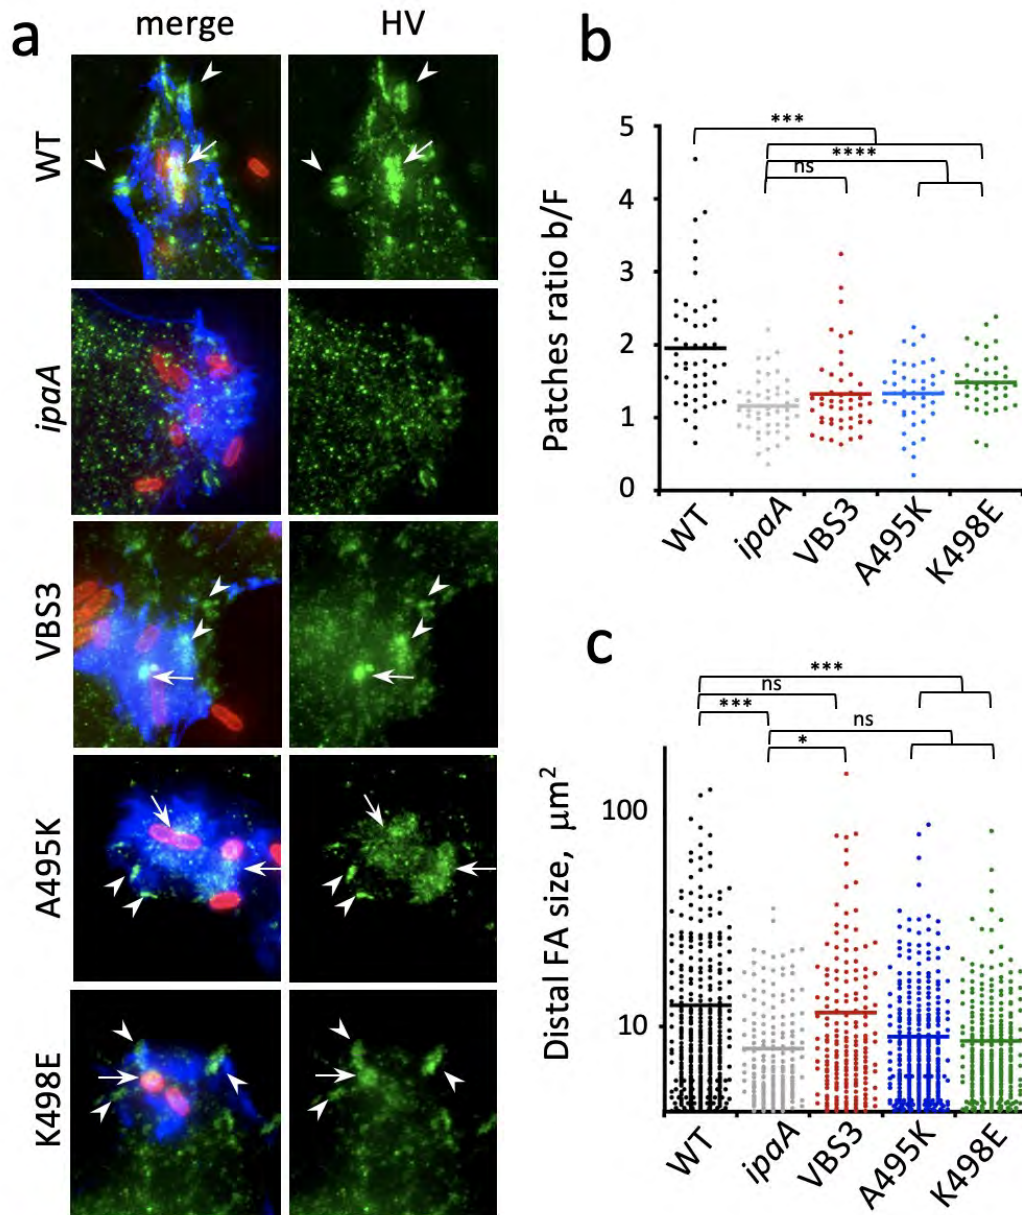 a
merge HV
WT
ipaA
VBS3
A495K
K498E
b
Patches ratio b/F
***
****
ns
5
4
3
2
1
0
WT ipaA VBS3 A495K K498E
c
Distal FA size, μm²
***
ns
*** ns
*
100
10
WT ipaA VBS3 A495K K498E